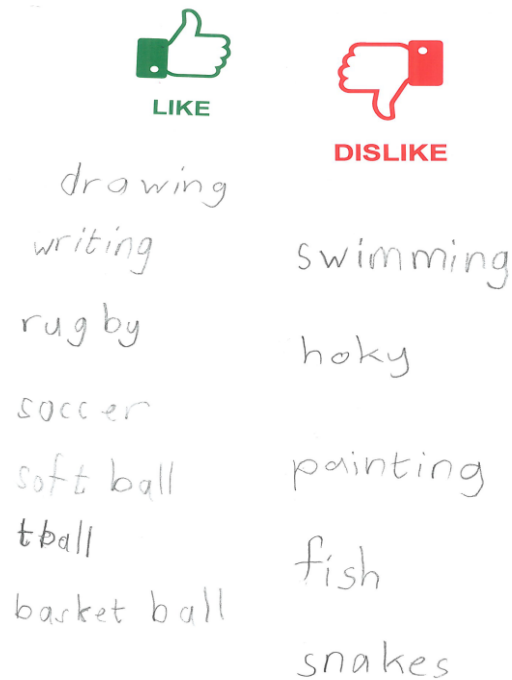 LIKE
drawing
writing
rugby
soccer
soft ball
tball
basket ball
DISLIKE
swimming
hoky
painting
fish
snakes